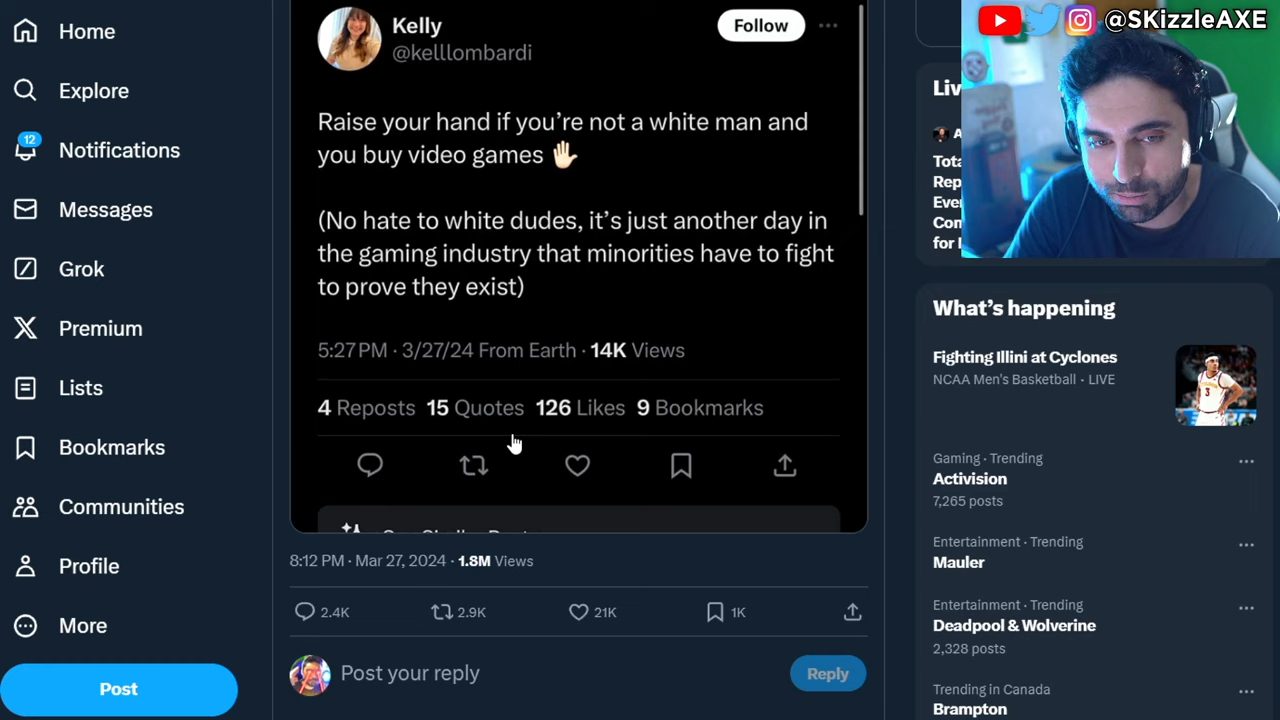 Home
Explore
12
Notifications
Messages
Grok
Premium
Lists
Bookmarks
Communities
Profile
More
Post
Kelly
@kelllombardi
Follow
Raise your hand if you’re not a white man and
you buy video games 🖐🏻
(No hate to white dudes, it’s just another day in
the gaming industry that minorities have to fight
to prove they exist)
5:27 PM · 3/27/24 From Earth · 14K Views
4 Reposts 15 Quotes 126 Likes 9 Bookmarks
8:12 PM · Mar 27, 2024 · 1.8M Views
2.4K
2.9K
21K
1K
Post your reply
Reply
@SKizzleAXE
What’s happening
Fighting Illini at Cyclones
NCAA Men's Basketball · LIVE
Gaming · Trending
Activision
7,265 posts
Entertainment · Trending
Mauler
Entertainment · Trending
Deadpool & Wolverine
2,328 posts
Trending in Canada
Brampton